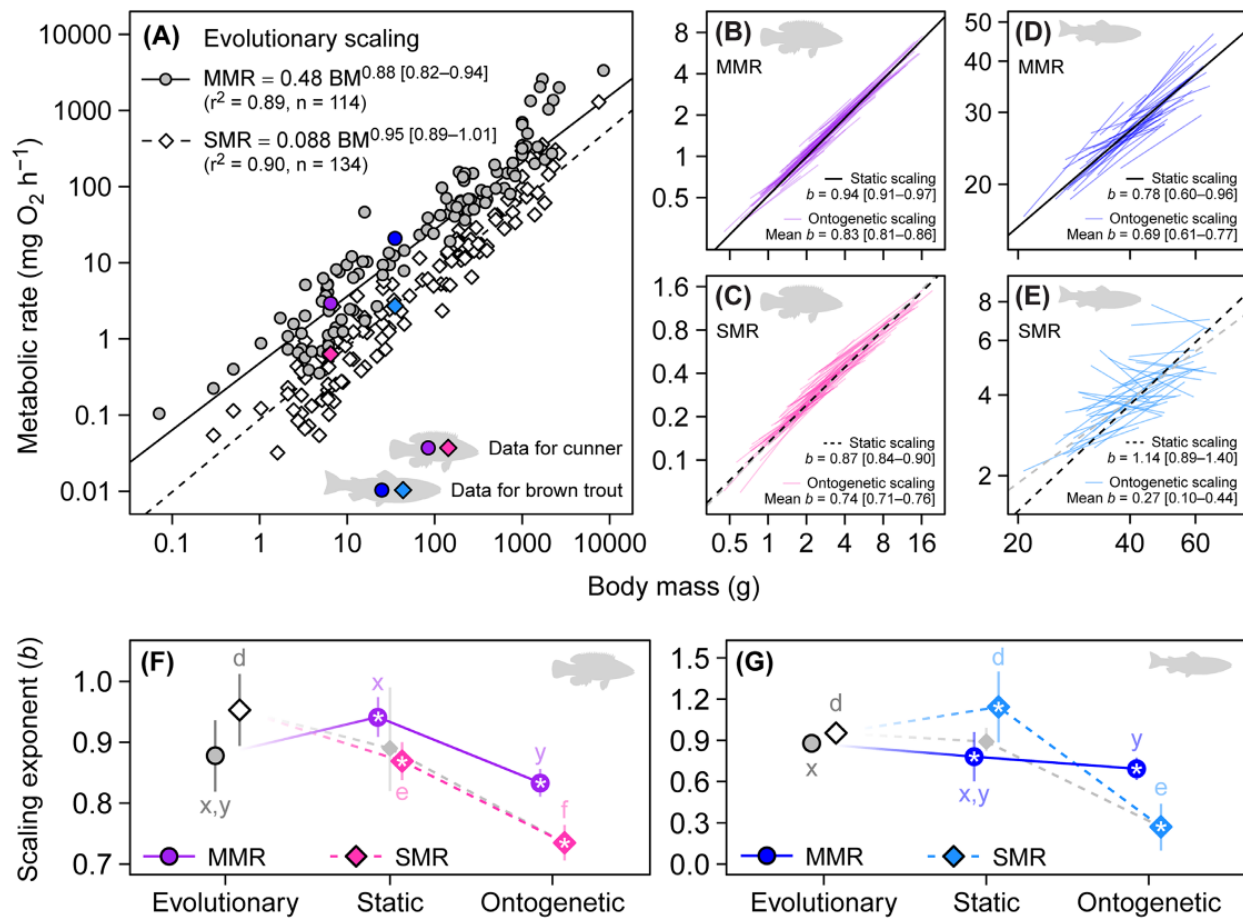 (A) Evolutionary scaling
MMR = 0.48 BM^0.88 [0.82–0.94]
(r² = 0.89, n = 114)
SMR = 0.088 BM^0.95 [0.89–1.01]
(r² = 0.90, n = 134)
Data for cunner
Data for brown trout
Metabolic rate (mg O₂ h⁻¹)
10000
1000
100
10
1
0.1
0.01
0.1 1 10 100 1000 10000
(B)
MMR
8
4
2
1
0.5
Static scaling
b = 0.94 [0.91–0.97]
Ontogenetic scaling
Mean b = 0.83 [0.81–0.86]
(D)
MMR
50
40
30
20
Static scaling
b = 0.78 [0.60–0.96]
Ontogenetic scaling
Mean b = 0.69 [0.61–0.77]
(C)
SMR
1.6
0.8
0.4
0.2
0.1
Static scaling
b = 0.87 [0.84–0.90]
Ontogenetic scaling
Mean b = 0.74 [0.71–0.76]
0.5 1 2 4 8 16
(E)
SMR
8
6
4
2
Static scaling
b = 1.14 [0.89–1.40]
Ontogenetic scaling
Mean b = 0.27 [0.10–0.44]
20 40 60
Body mass (g)
Scaling exponent (b)
(F)
1.0
0.9
0.8
0.7
d
x
y
x,y
e
f
MMR SMR
Evolutionary Static Ontogenetic
(G)
1.5
1.2
0.9
0.6
0.3
0.0
d
d
y
x
x,y
e
MMR SMR
Evolutionary Static Ontogenetic